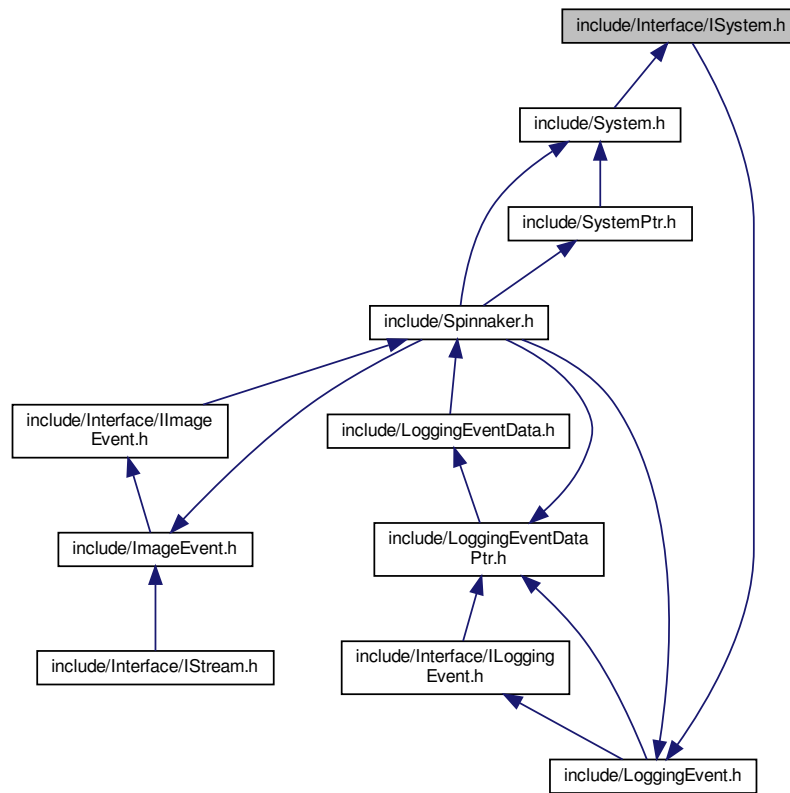 include/Interface/ISystem.h
include/System.h
include/SystemPtr.h
include/Spinnaker.h
include/Interface/IImage
Event.h
include/LoggingEventData.h
include/ImageEvent.h
include/LoggingEventData
Ptr.h
include/Interface/IStream.h
include/Interface/ILogging
Event.h
include/LoggingEvent.h